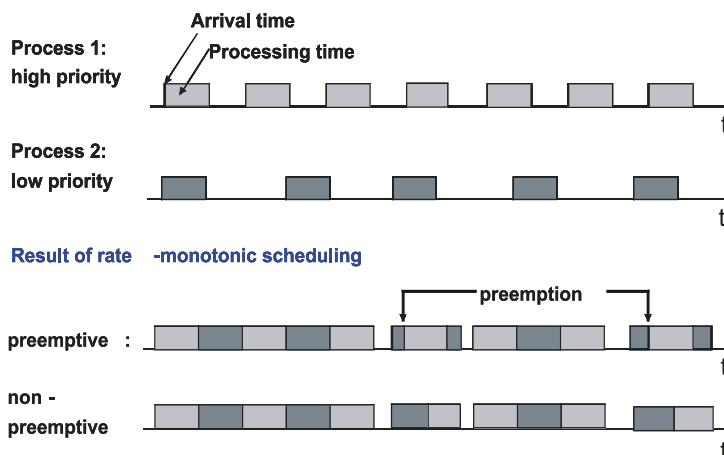 Arrival time
Process 1:
Processing time
high priority
t
Process 2:
low priority
t
Result of rate -monotonic scheduling
preemption
preemptive :
t
non -
preemptive
t